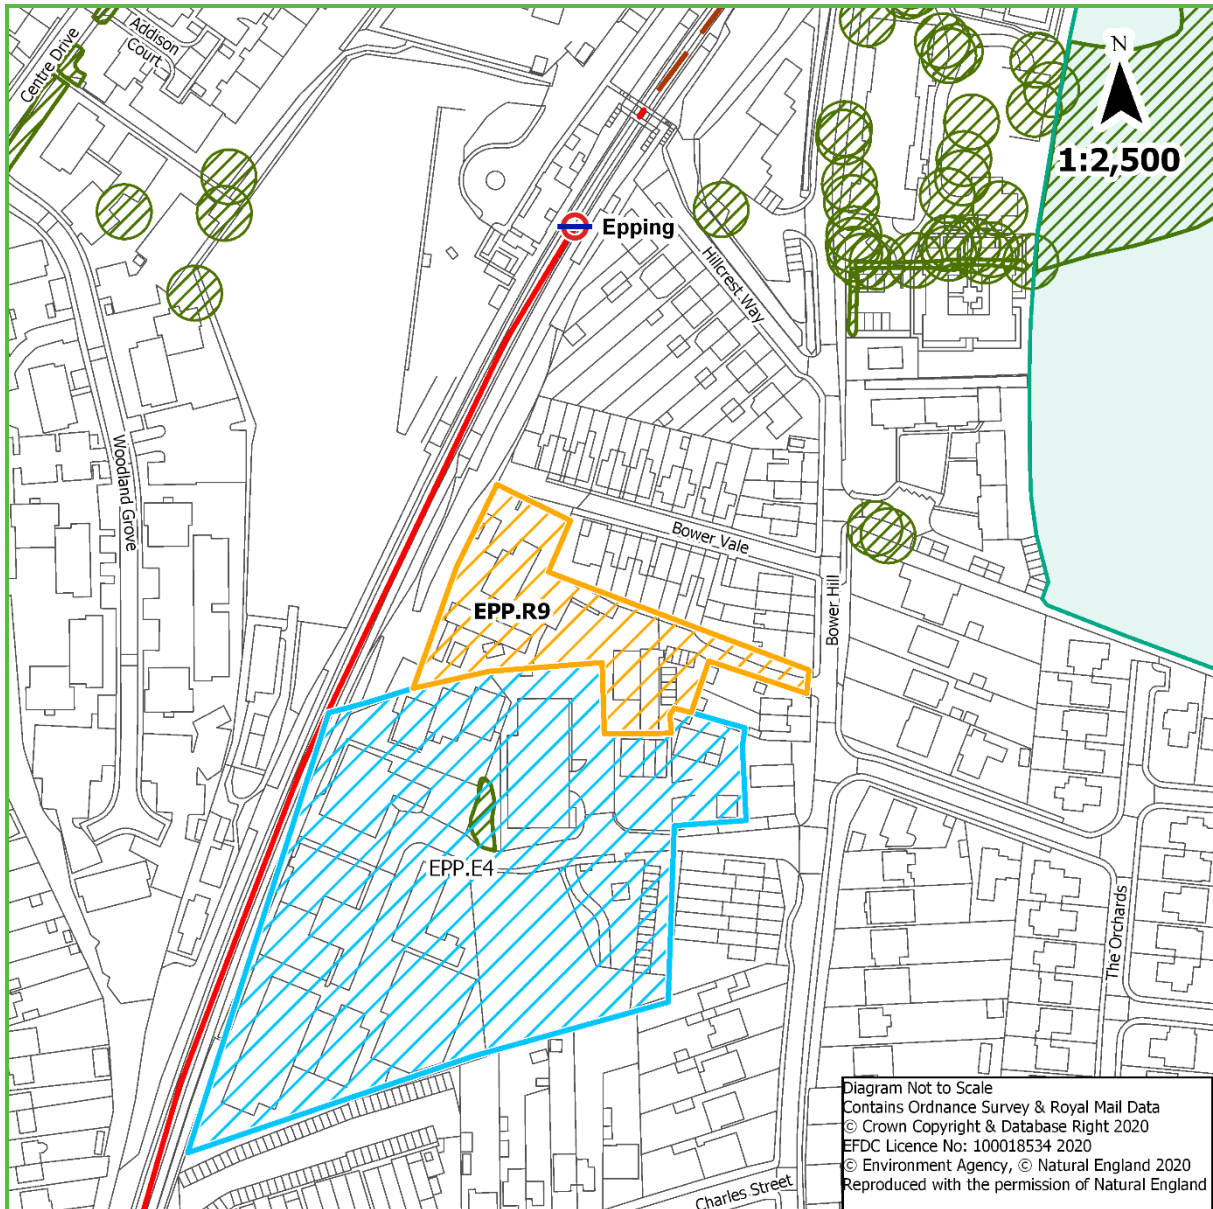 Addison
Court
Centre Drive
N
1:2,500
Epping
Hillcrest Way
Woodland Grove
Bower Vale
Bower Hill
EPP.R9
EPP.E4
The Orchards
Charles Street
Diagram Not to Scale
Contains Ordnance Survey & Royal Mail Data
© Crown Copyright & Database Right 2020
EFDC Licence No: 100018534 2020
© Environment Agency, © Natural England 2020
Reproduced with the permission of Natural England